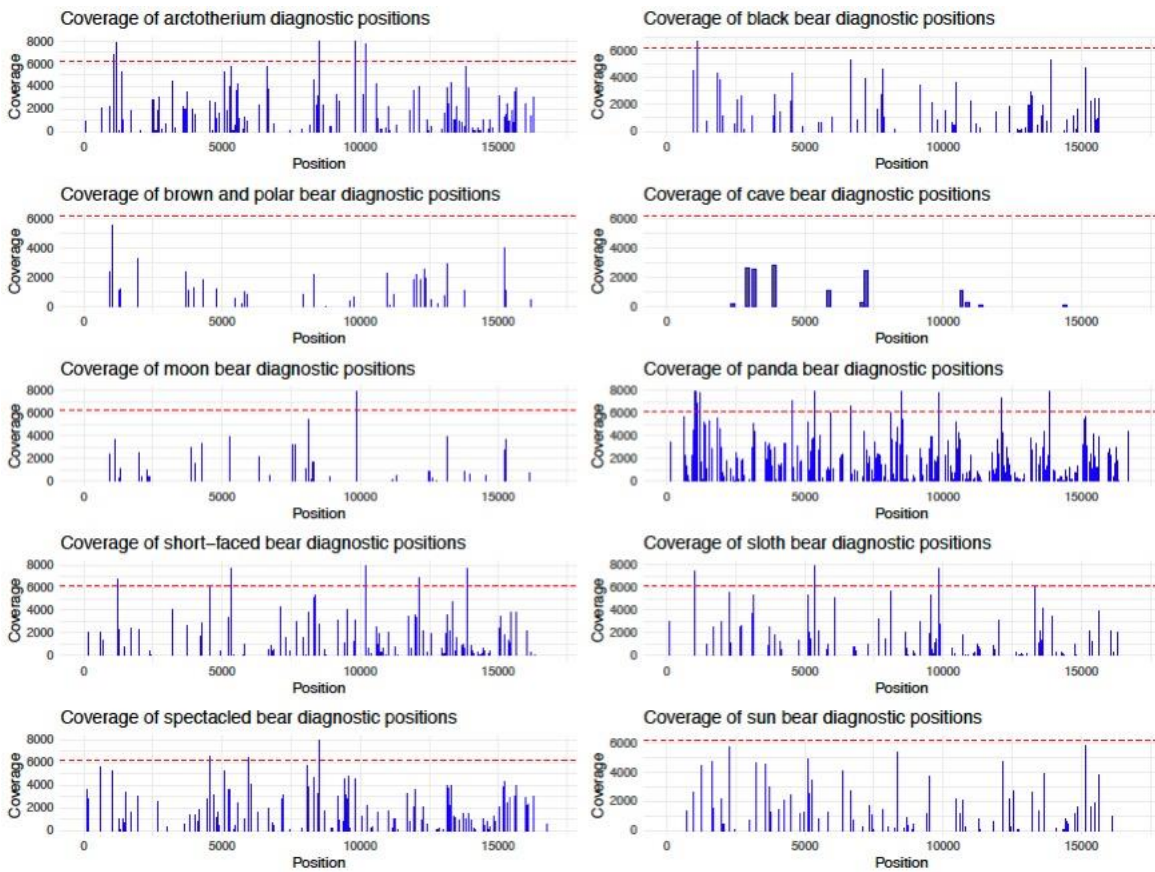 Coverage of arctotherium diagnostic positions
Coverage
8000
6000
4000
2000
0
0 5000 10000 15000
Position
Coverage of black bear diagnostic positions
Coverage
6000
4000
2000
0
0 5000 10000 15000
Position
Coverage of brown and polar bear diagnostic positions
Coverage
6000
4000
2000
0
0 5000 10000 15000
Position
Coverage of cave bear diagnostic positions
Coverage
6000
4000
2000
0
0 5000 10000 15000
Position
Coverage of moon bear diagnostic positions
Coverage
8000
6000
4000
2000
0
0 5000 10000 15000
Position
Coverage of panda bear diagnostic positions
Coverage
8000
6000
4000
2000
0
0 5000 10000 15000
Position
Coverage of short-faced bear diagnostic positions
Coverage
8000
6000
4000
2000
0
0 5000 10000 15000
Position
Coverage of sloth bear diagnostic positions
Coverage
8000
6000
4000
2000
0
0 5000 10000 15000
Position
Coverage of spectacled bear diagnostic positions
Coverage
8000
6000
4000
2000
0
0 5000 10000 15000
Position
Coverage of sun bear diagnostic positions
Coverage
6000
4000
2000
0
0 5000 10000 15000
Position